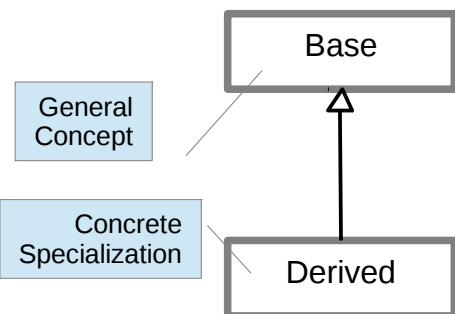 Base
General
Concept
Concrete
Specialization
Derived